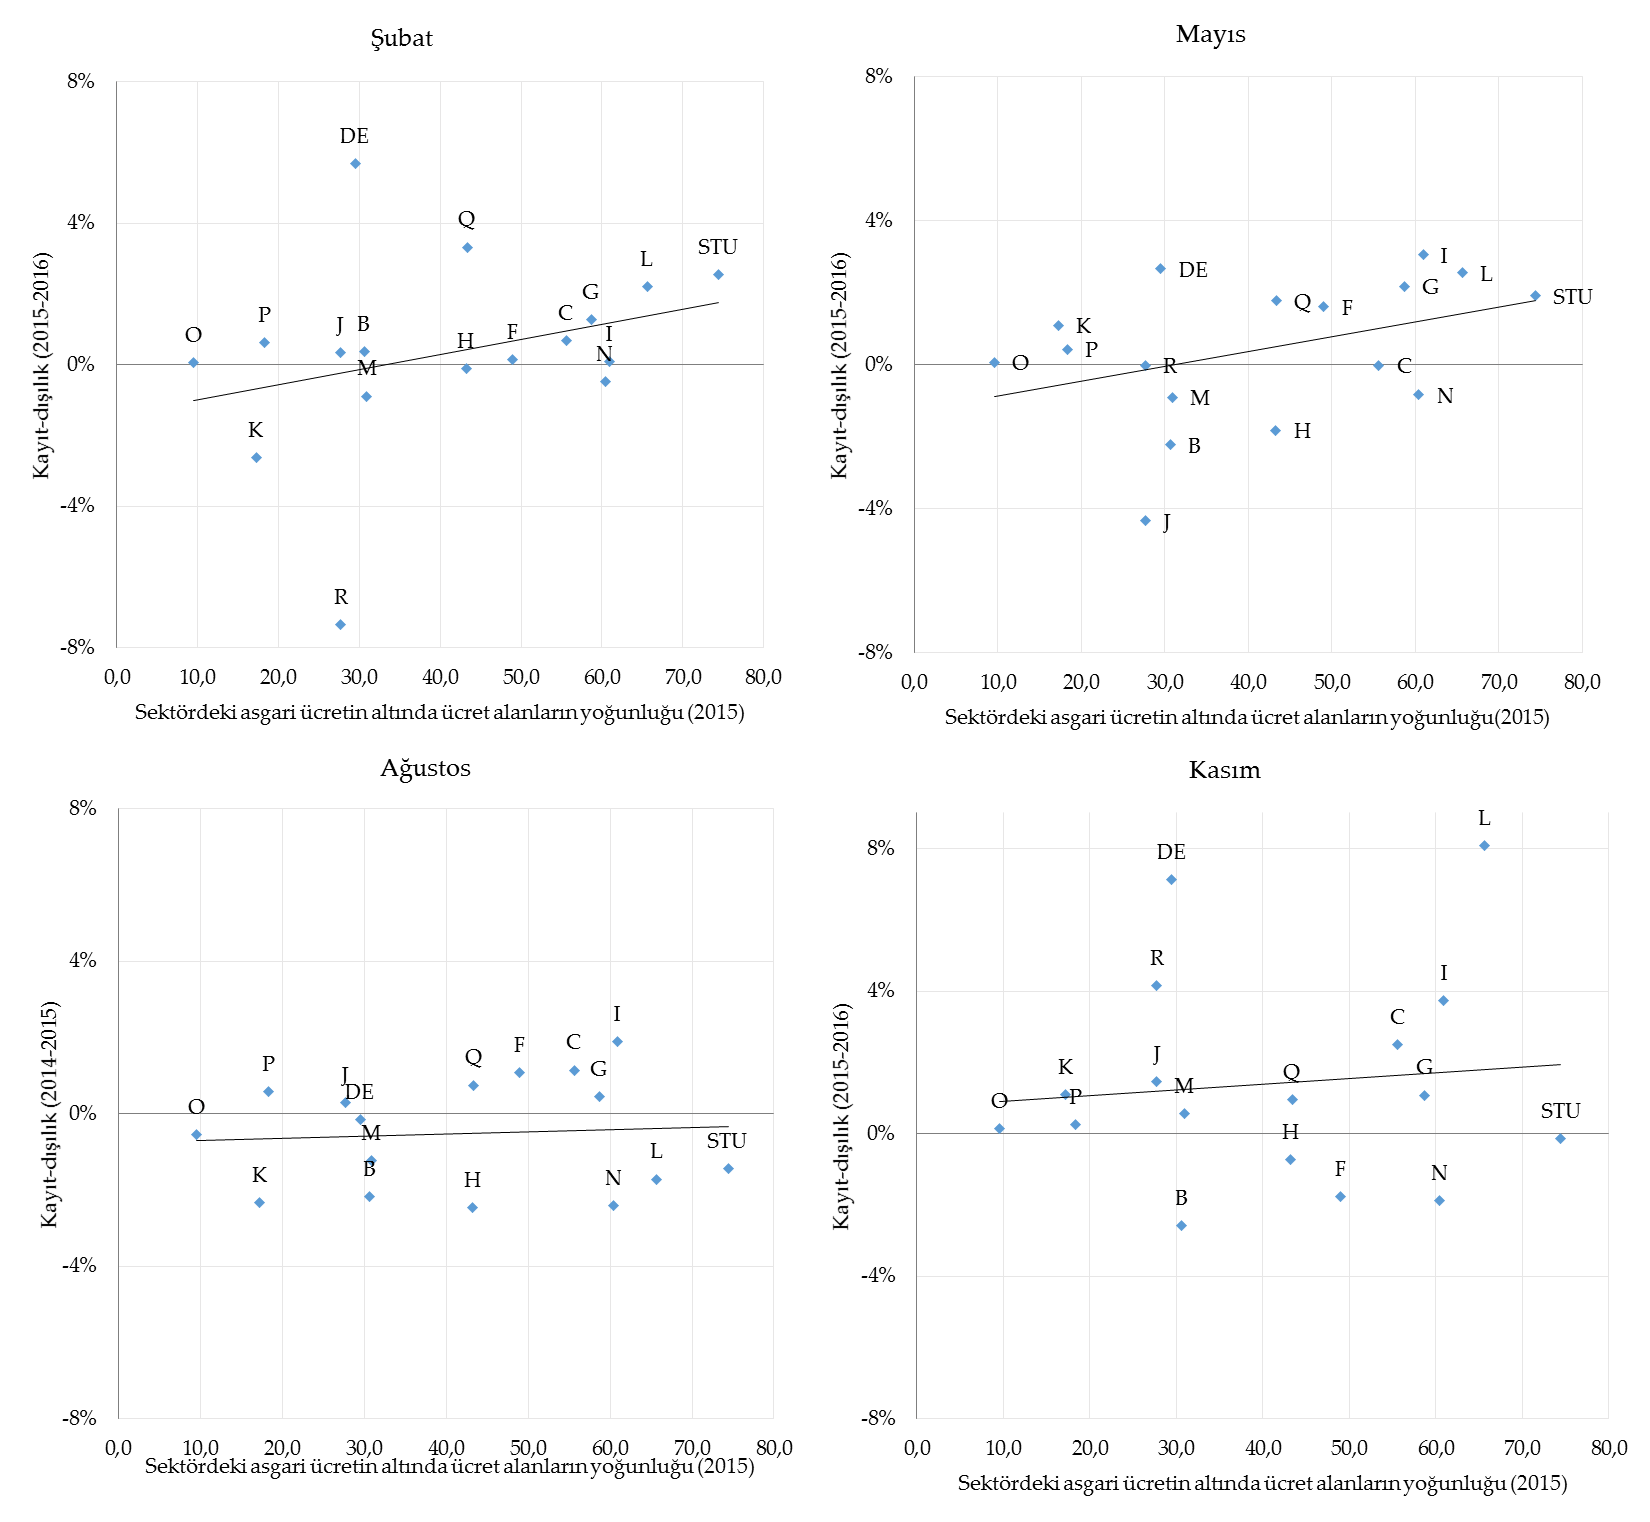 Şubat
8%
4%
0%
-4%
-8%
0,0 10,0 20,0 30,0 40,0 50,0 60,0 70,0 80,0
DE
Q
STU
L
G
C
I
P
J B
O
H F
N
M
K
R
Kayıt-dışılık (2015-2016)
Sektördeki asgari ücretin altında ücret alanların yoğunluğu (2015)
Mayıs
8%
4%
0%
-4%
-8%
0,0 10,0 20,0 30,0 40,0 50,0 60,0 70,0 80,0
I
DE
L
G
STU
Q
F
K
P
O
R
C
M
N
H
B
J
Kayıt-dışılık (2015-2016)
Sektördeki asgari ücretin altında ücret alanların yoğunluğu(2015)
Ağustos
8%
4%
0%
-4%
-8%
0,0 10,0 20,0 30,0 40,0 50,0 60,0 70,0 80,0
I
F
C
Q
P
G
J
DE
O
M
STU
L
B
K
N
H
Kayıt-dışılık (2014-2015)
Sektördeki asgari ücretin altında ücret alanların yoğunluğu (2015)
Kasım
8%
4%
0%
-4%
-8%
0,0 10,0 20,0 30,0 40,0 50,0 60,0 70,0 80,0
L
DE
R
I
C
J
K
G
Q
M
P
O
STU
H
F
N
B
Kayıt-dışılık (2015-2016)
Sektördeki asgari ücretin altında ücret alanların yoğunluğu (2015)